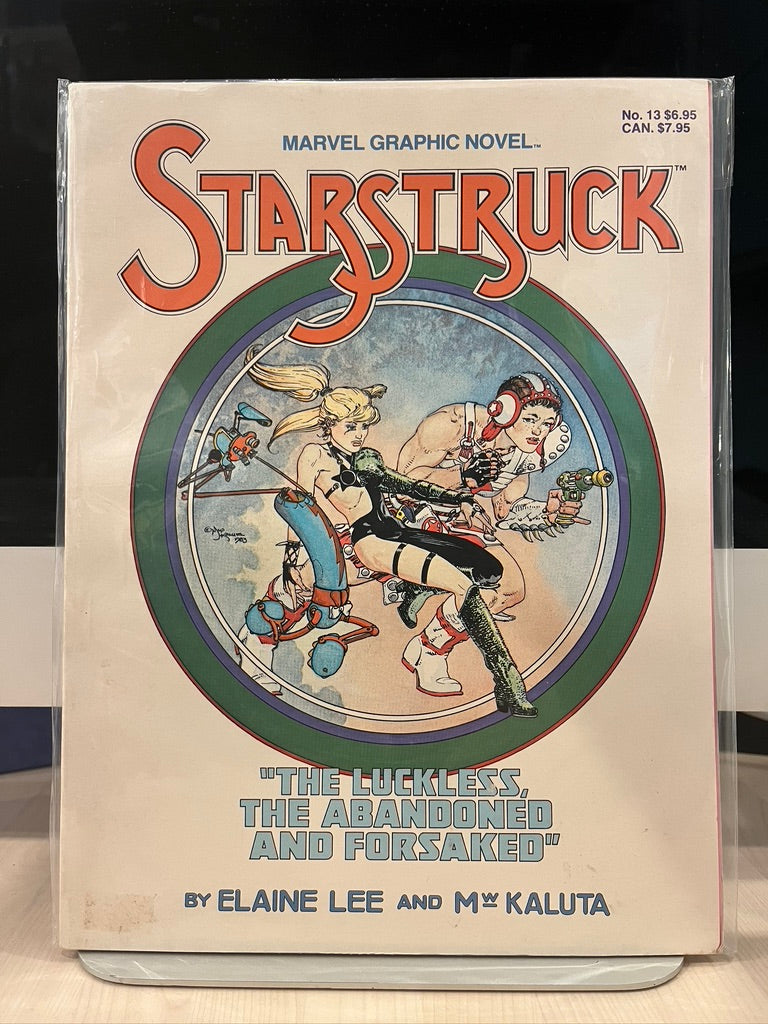 No. 13 $6.95
CAN. $7.95
MARVEL GRAPHIC NOVEL™
STARSTRUCK™
"THE LUCKLESS,
THE ABANDONED
AND FORSAKED"
BY ELAINE LEE AND MW KALUTA